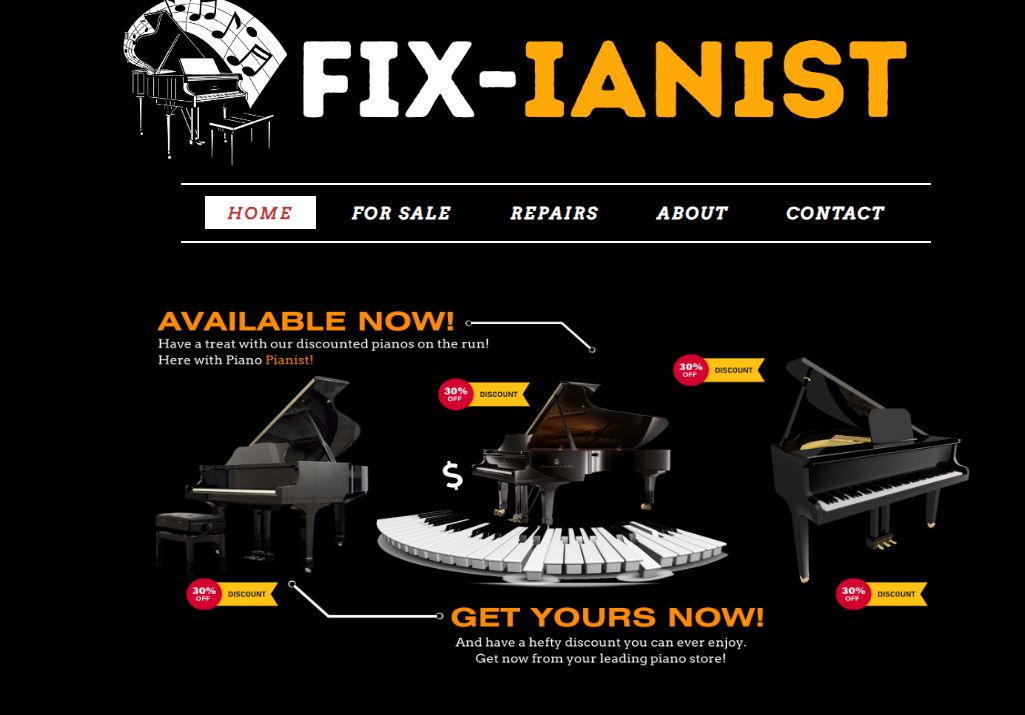 FIX-IANIST
HOME FOR SALE REPAIRS ABOUT CONTACT
AVAILABLE NOW!
Have a treat with our discounted pianos on the run!
Here with Piano Pianist!
30% OFF DISCOUNT
30% OFF DISCOUNT
$
30% OFF DISCOUNT
30% OFF DISCOUNT
GET YOURS NOW!
And have a hefty discount you can ever enjoy.
Get now from your leading piano store!